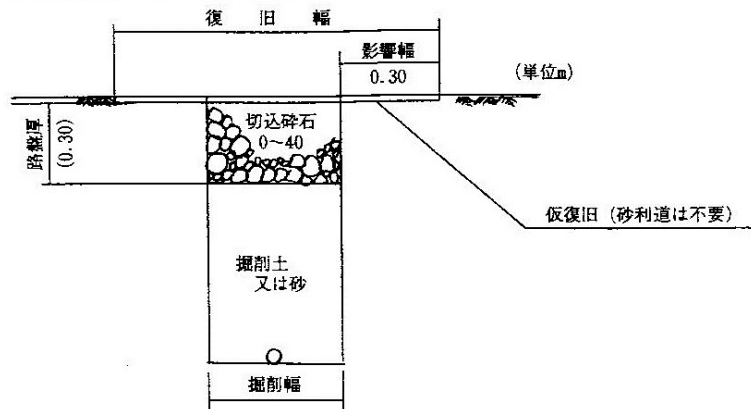 復旧幅
影響幅
0.30
(単位m)
路盤厚
(0.30)
切込砕石
0～40
仮復旧(砂利道は不要)
掘削土
又は砂
掘削幅